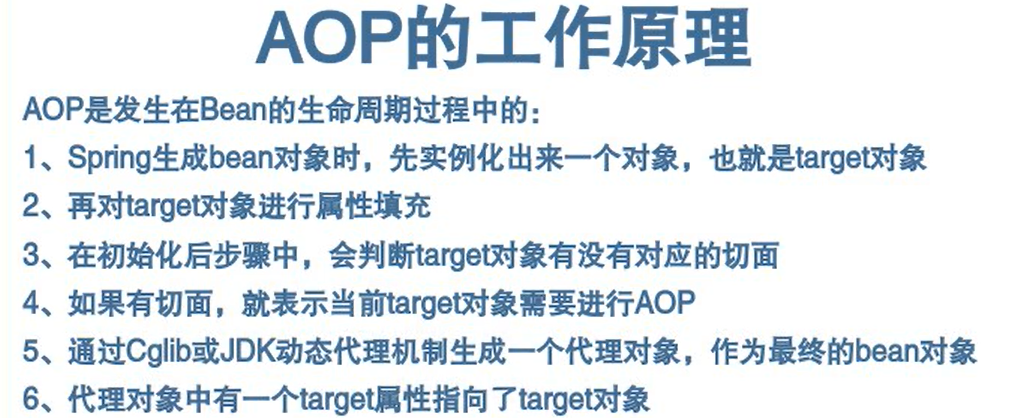 AOP的工作原理
AOP是发生在Bean的生命周期过程中的：
1、Spring生成bean对象时，先实例化出来一个对象，也就是target对象
2、再对target对象进行属性填充
3、在初始化后步骤中，会判断target对象有没有对应的切面
4、如果有切面，就表示当前target对象需要进行AOP
5、通过Cglib或JDK动态代理机制生成一个代理对象，作为最终的bean对象
6、代理对象中有一个target属性指向了target对象